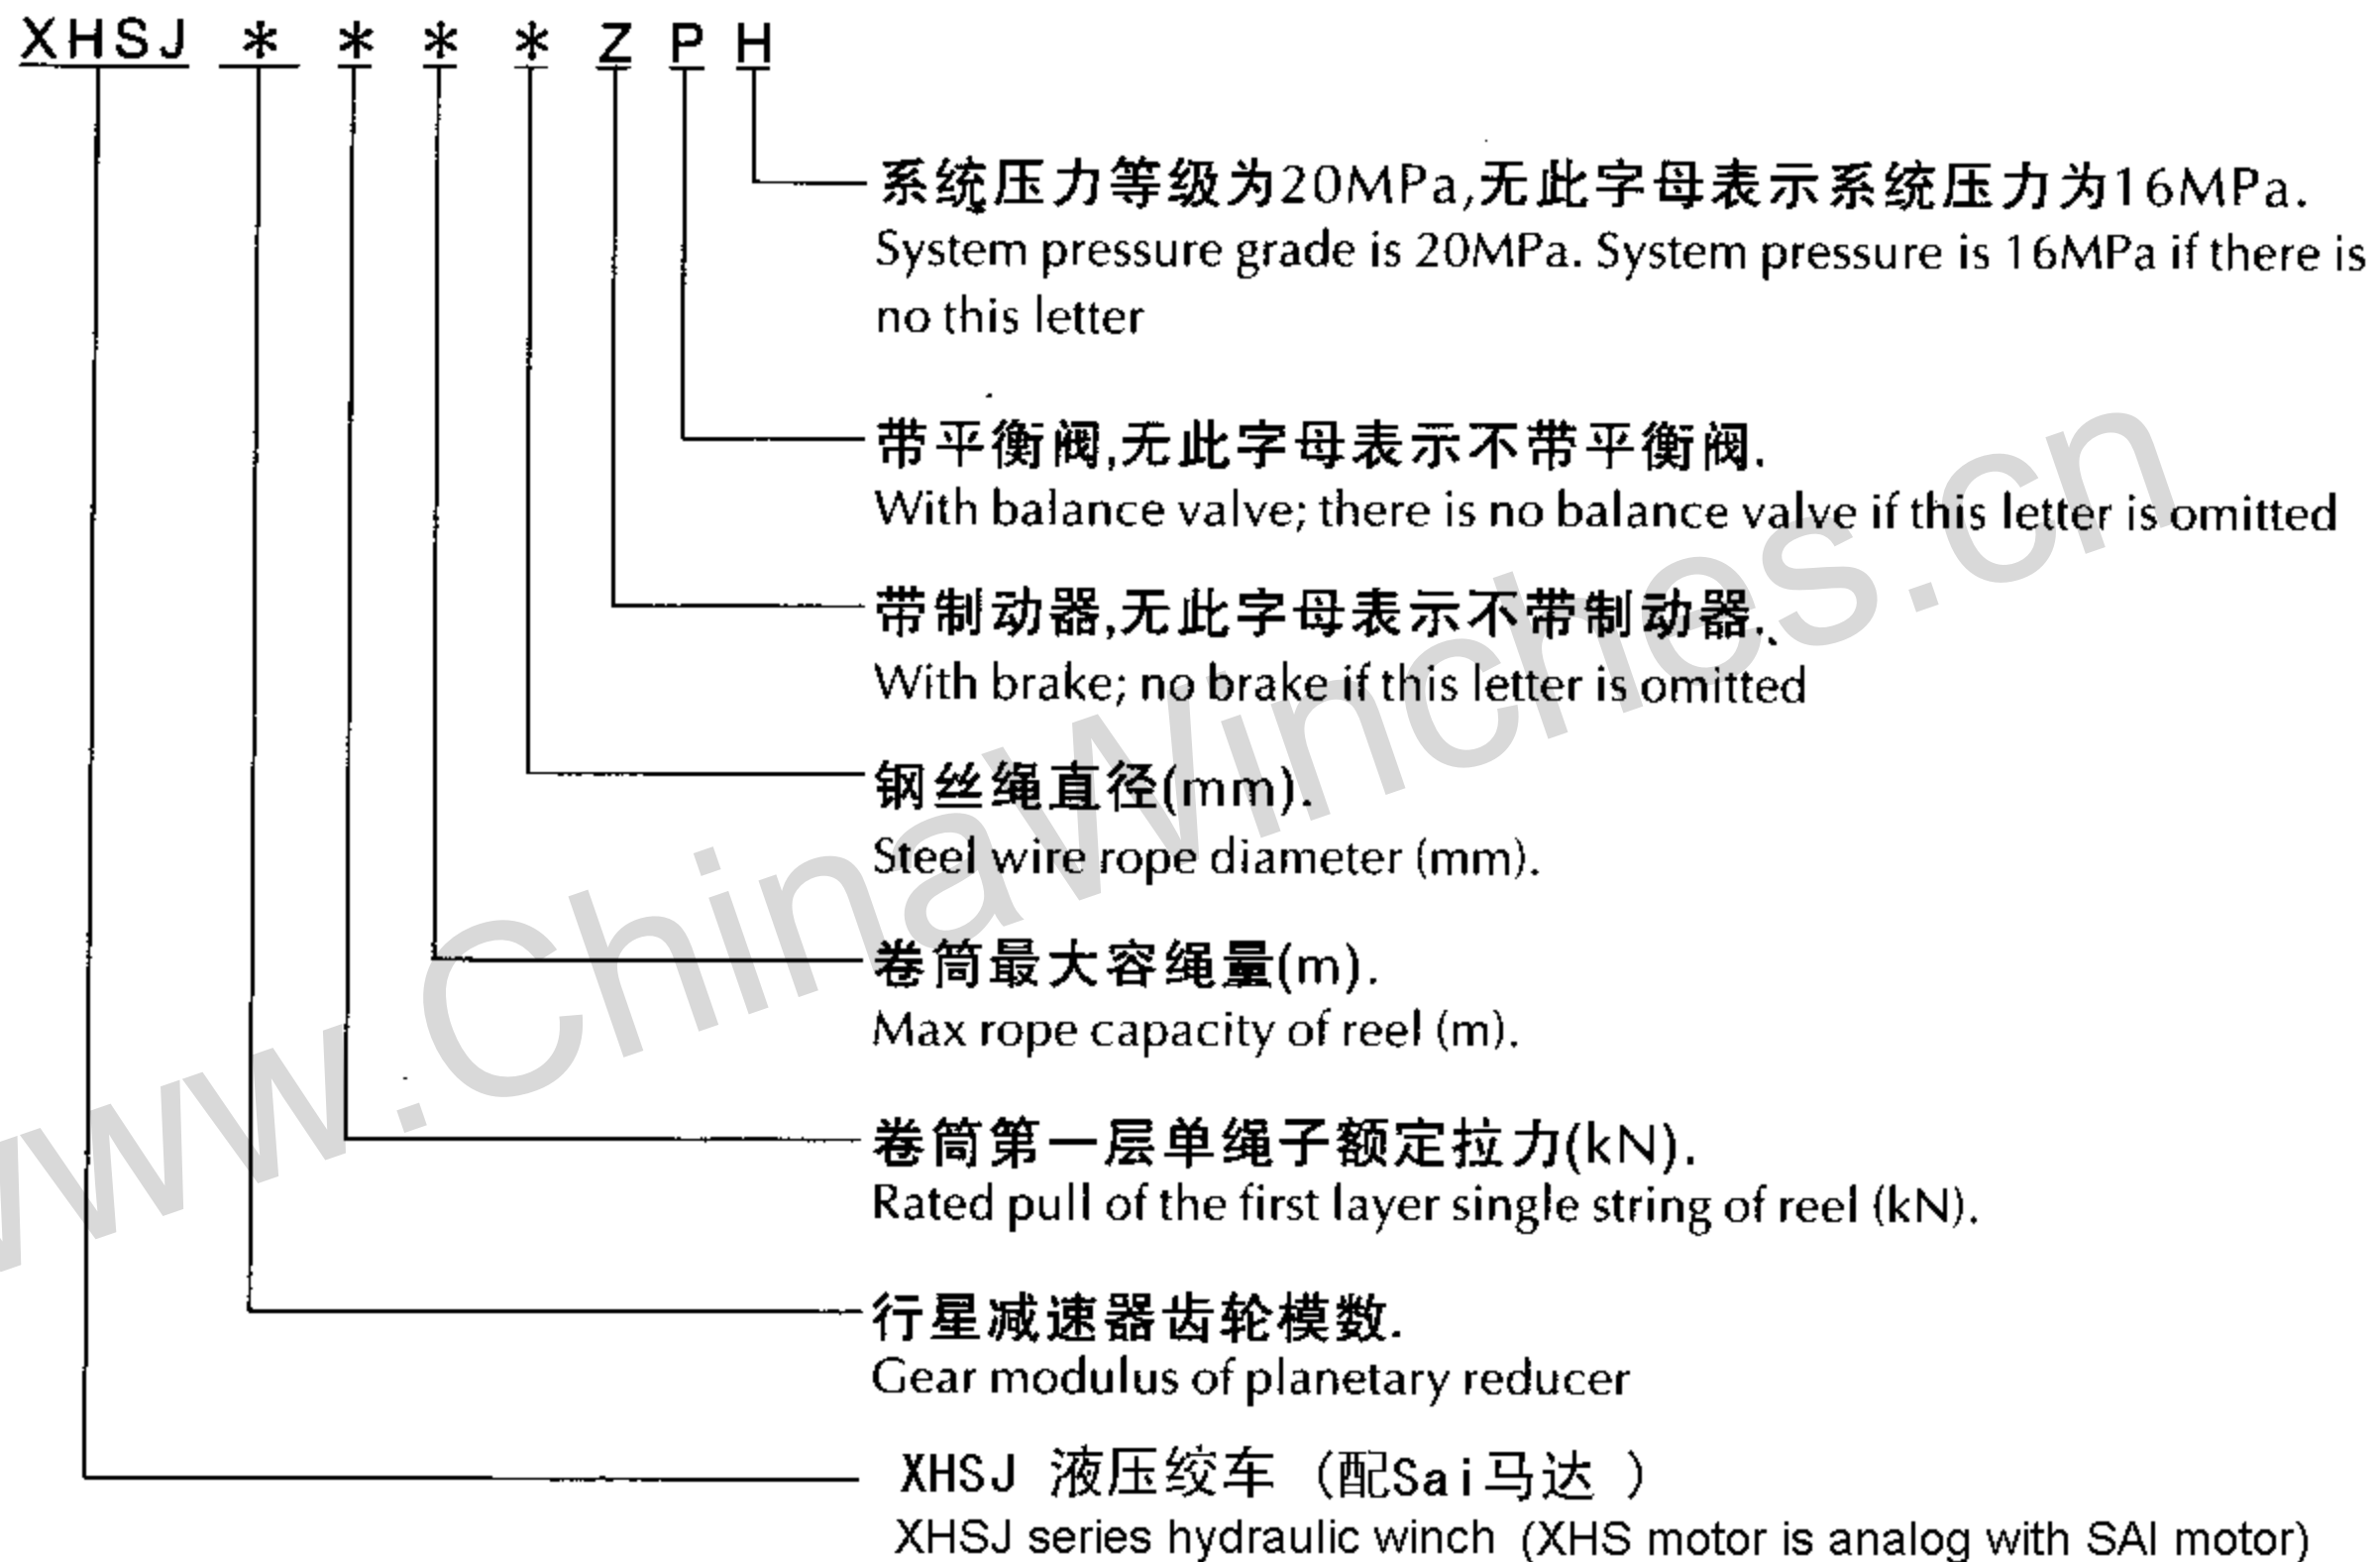 XHSJ * * * * Z P H
系统压力等级为20MPa,无此字母表示系统压力为16MPa.
System pressure grade is 20MPa. System pressure is 16MPa if there is
no this letter
带平衡阀,无此字母表示不带平衡阀.
With balance valve; there is no balance valve if this letter is omitted
带制动器,无此字母表示不带制动器.
With brake; no brake if this letter is omitted
钢丝绳直径(mm).
Steel wire rope diameter (mm).
卷筒最大容绳量(m).
Max rope capacity of reel (m).
卷筒第一层单绳子额定拉力(kN).
Rated pull of the first layer single string of reel (kN).
行星减速器齿轮模数.
Gear modulus of planetary reducer
XHSJ 液压绞车 (配Sai马达 )
XHSJ series hydraulic winch (XHS motor is analog with SAI motor)
www.ChinaWinches.cn